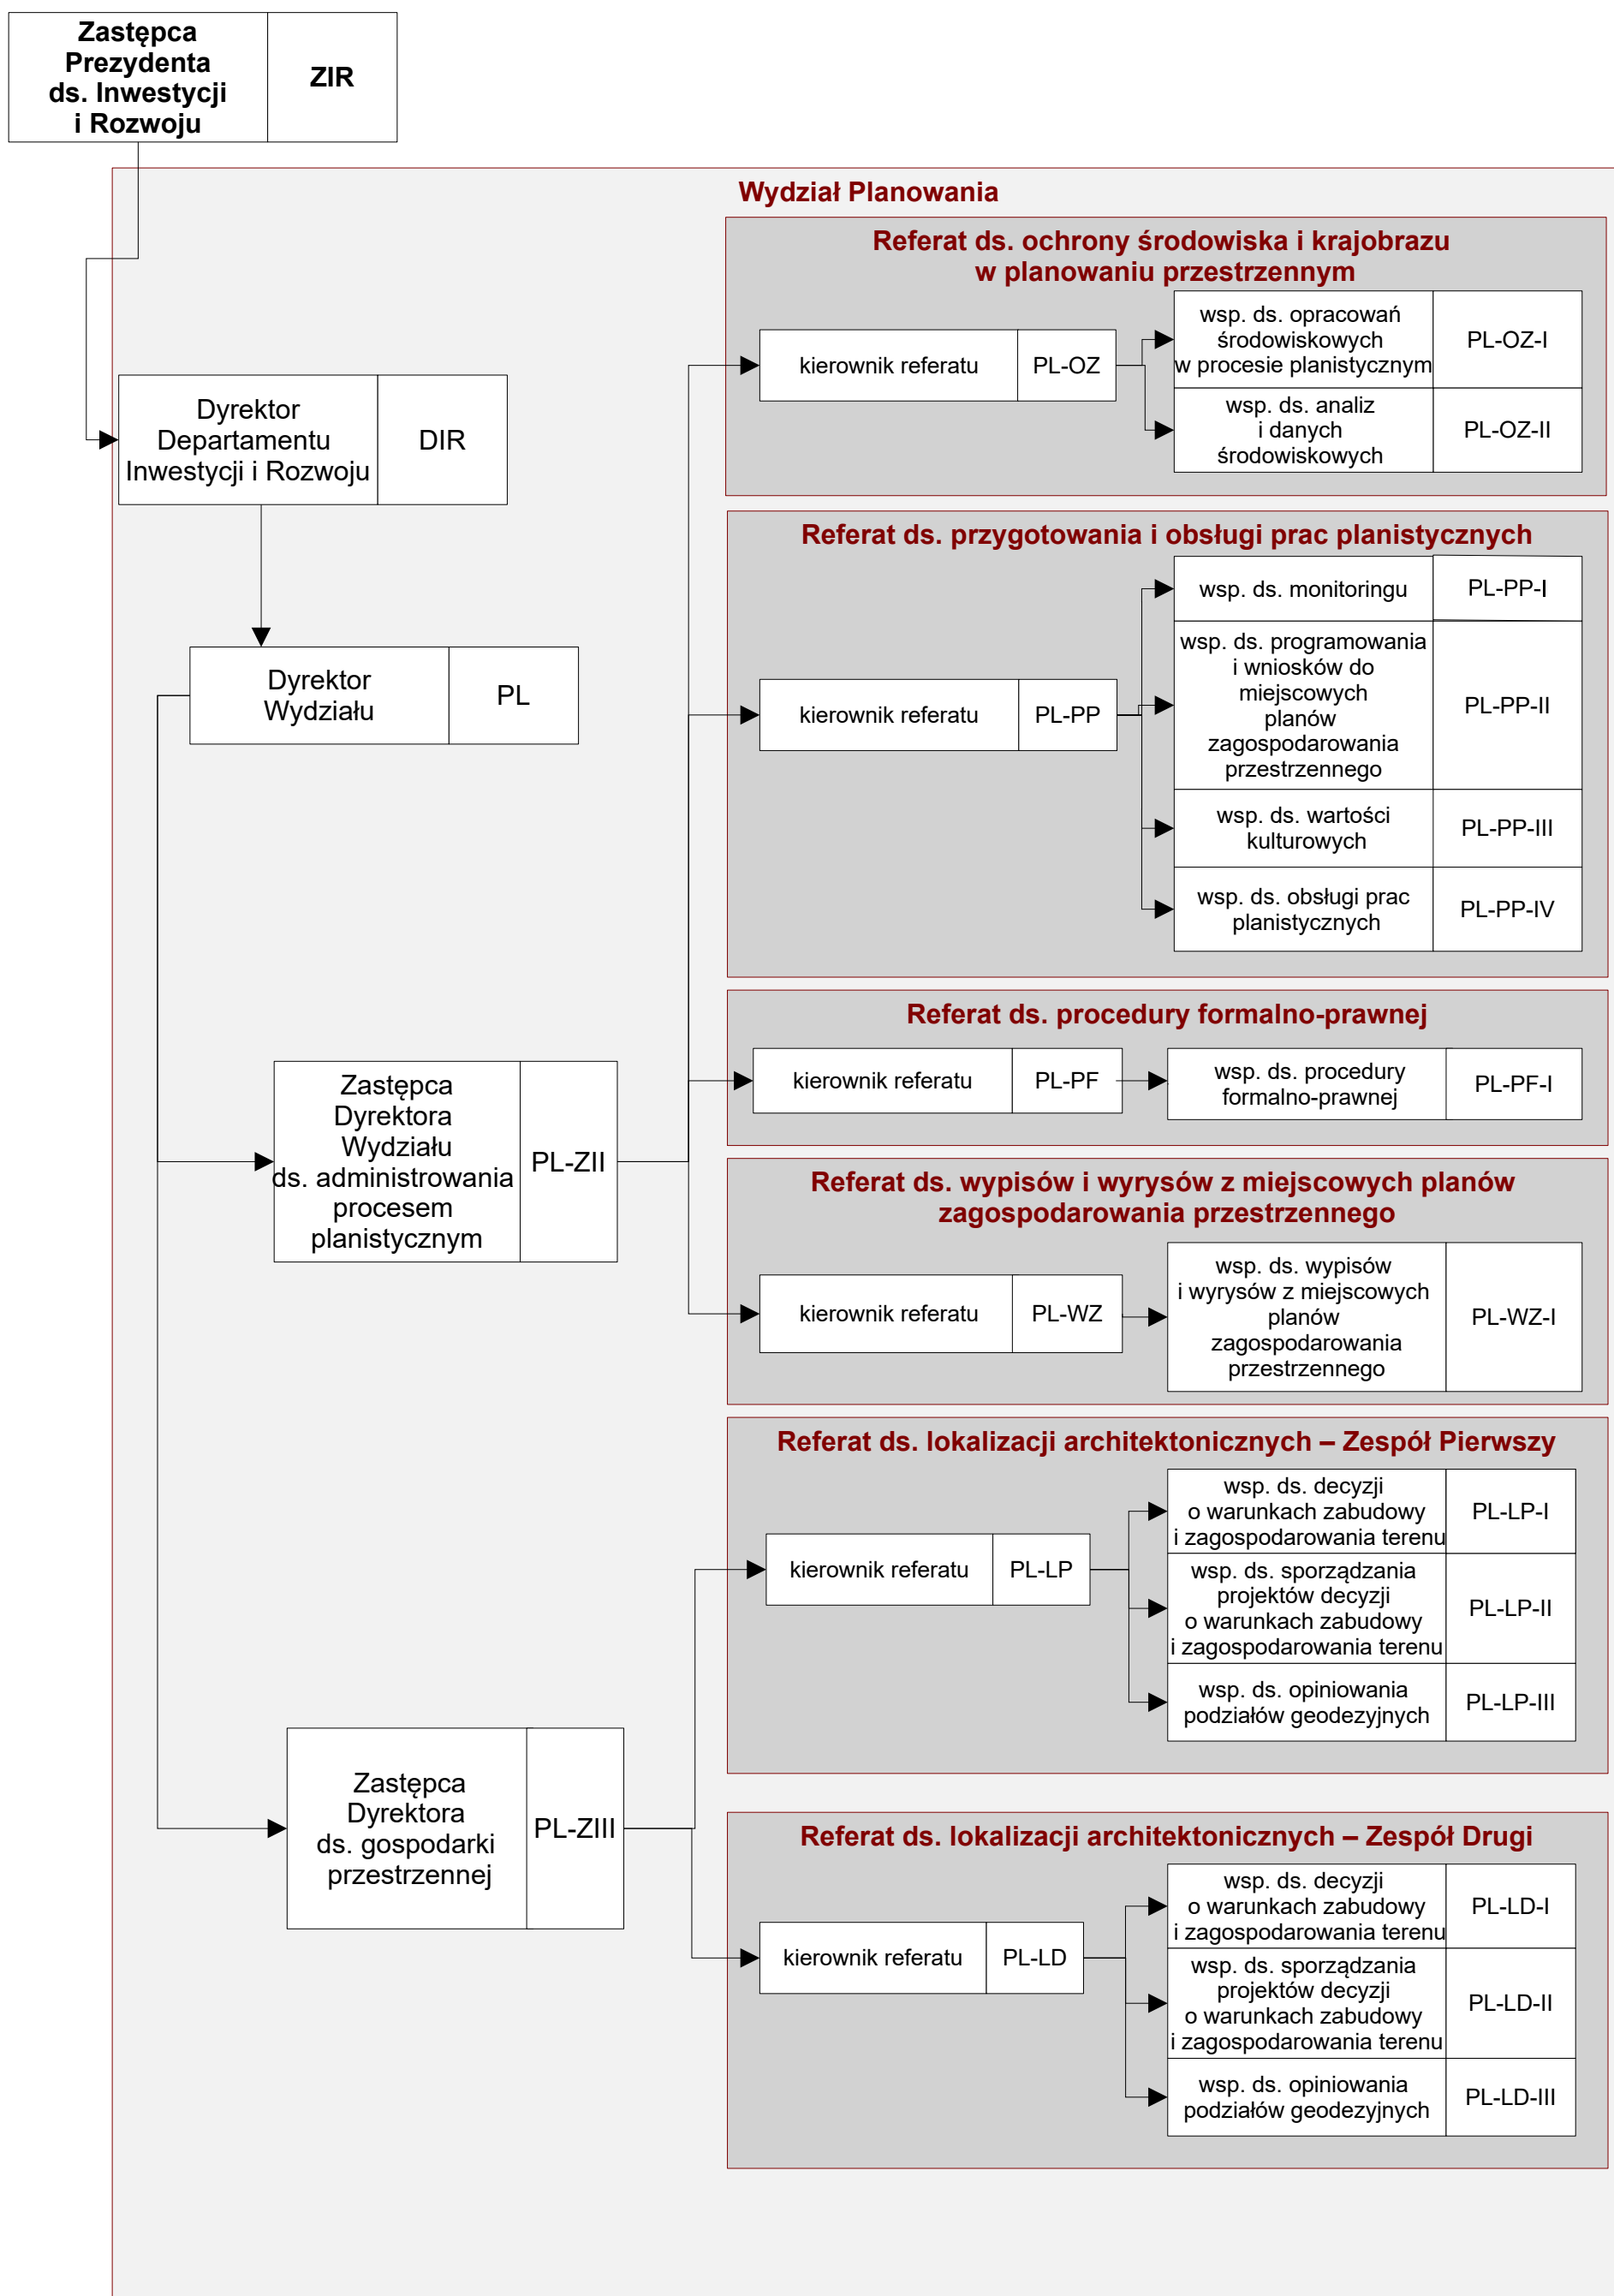 Zastępca
Prezydenta
ds. Inwestycji
i Rozwoju
ZIR
Wydział Planowania
Dyrektor
Departamentu
Inwestycji i Rozwoju
DIR
Dyrektor
Wydziału
PL
Zastępca
Dyrektora
Wydziału
ds. administrowania
procesem
planistycznym
PL-ZII
Referat ds. ochrony środowiska i krajobrazu
w planowaniu przestrzennym
kierownik referatu
PL-OZ
wsp. ds. opracowań
środowiskowych
w procesie planistycznym
PL-OZ-I
wsp. ds. analiz
i danych
środowiskowych
PL-OZ-II
Referat ds. przygotowania i obsługi prac planistycznych
kierownik referatu
PL-PP
wsp. ds. monitoringu
PL-PP-I
wsp. ds. programowania
i wniosków do
miejscowych
planów
zagospodarowania
przestrzennego
PL-PP-II
wsp. ds. wartości
kulturowych
PL-PP-III
wsp. ds. obsługi prac
planistycznych
PL-PP-IV
Referat ds. procedury formalno-prawnej
kierownik referatu
PL-PF
wsp. ds. procedury
formalno-prawnej
PL-PF-I
Referat ds. wypisów i wyrysów z miejscowych planów
zagospodarowania przestrzennego
kierownik referatu
PL-WZ
wsp. ds. wypisów
i wyrysów z miejscowych
planów
zagospodarowania
przestrzennego
PL-WZ-I
Zastępca
Dyrektora
ds. gospodarki
przestrzennej
PL-ZIII
Referat ds. lokalizacji architektonicznych – Zespół Pierwszy
kierownik referatu
PL-LP
wsp. ds. decyzji
o warunkach zabudowy
i zagospodarowania terenu
PL-LP-I
wsp. ds. sporządzania
projektów decyzji
o warunkach zabudowy
i zagospodarowania terenu
PL-LP-II
wsp. ds. opiniowania
podziałów geodezyjnych
PL-LP-III
Referat ds. lokalizacji architektonicznych – Zespół Drugi
kierownik referatu
PL-LD
wsp. ds. decyzji
o warunkach zabudowy
i zagospodarowania terenu
PL-LD-I
wsp. ds. sporządzania
projektów decyzji
o warunkach zabudowy
i zagospodarowania terenu
PL-LD-II
wsp. ds. opiniowania
podziałów geodezyjnych
PL-LD-III